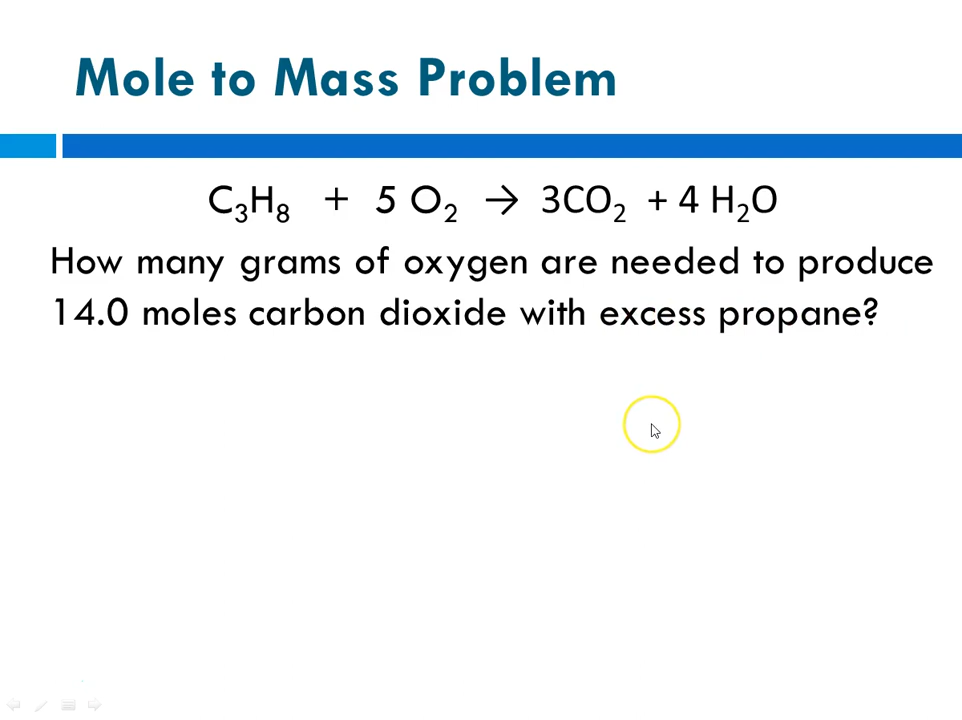 Mole to Mass Problem
C₃H₈ + 5 O₂ → 3CO₂ + 4 H₂O
How many grams of oxygen are needed to produce
14.0 moles carbon dioxide with excess propane?